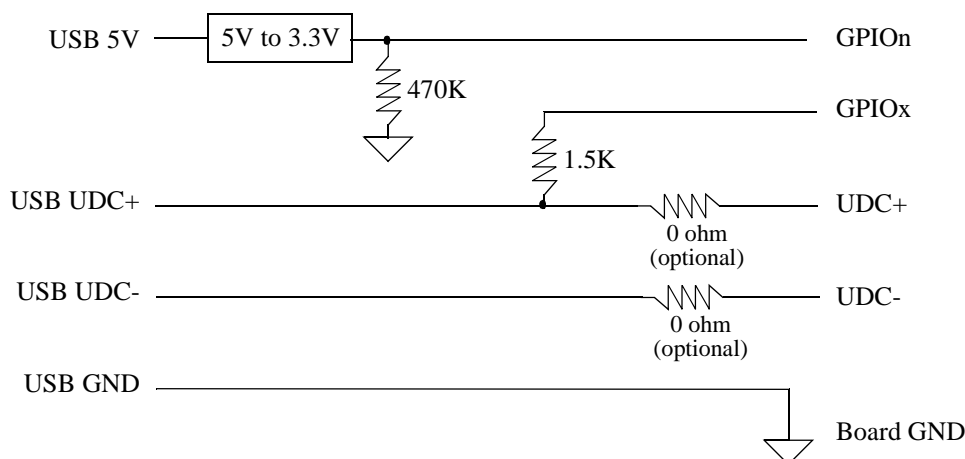 USB 5V
5V to 3.3V
GPIOn
470K
GPIOx
1.5K
USB UDC+
UDC+
0 ohm
(optional)
USB UDC-
UDC-
0 ohm
(optional)
USB GND
Board GND